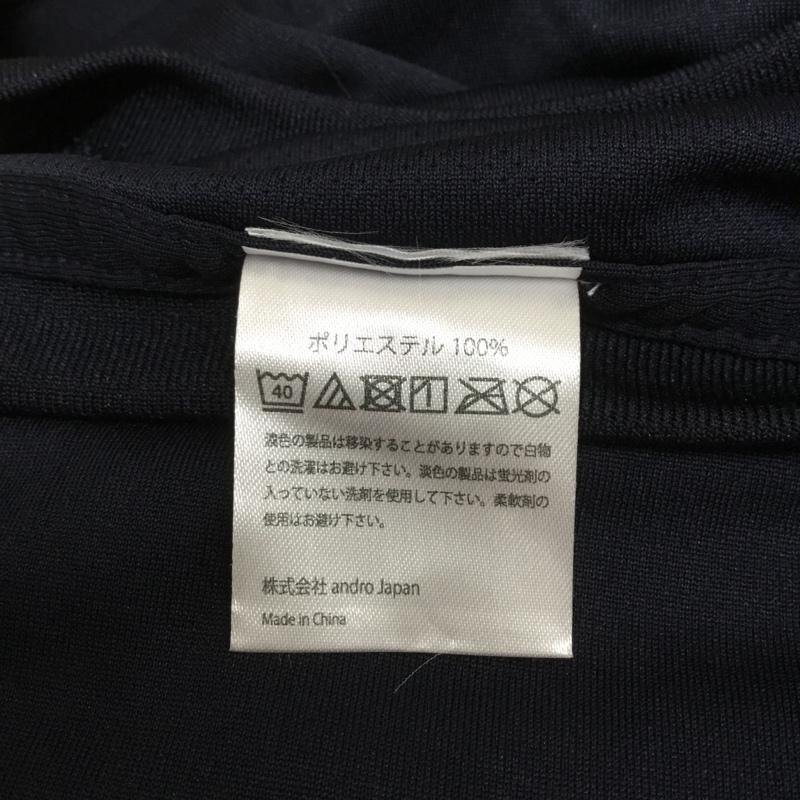 ポリエステル 100%
40
濃色の製品は移染することがありますので白物
との洗濯はお避け下さい。淡色の製品は蛍光剤の
入っていない洗剤を使用して下さい。柔軟剤の
使用はお避け下さい。
株式会社 andro Japan
Made in China